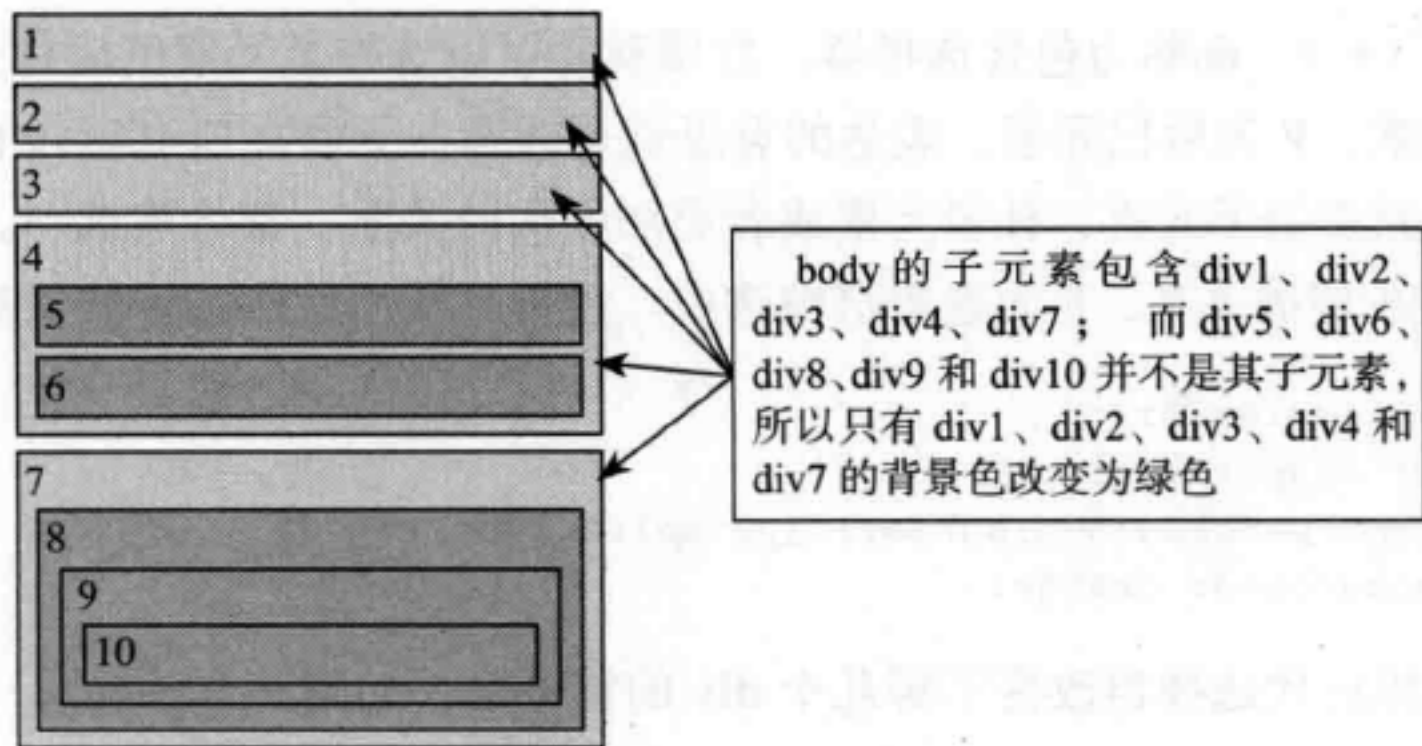 1
2
3
4
5
6
7
8
9
10
body 的子元素包含 div1、div2、
div3、div4、div7； 而 div5、div6、
div8、div9 和 div10 并不是其子元素，
所以只有 div1、div2、div3、div4 和
div7 的背景色改变为绿色